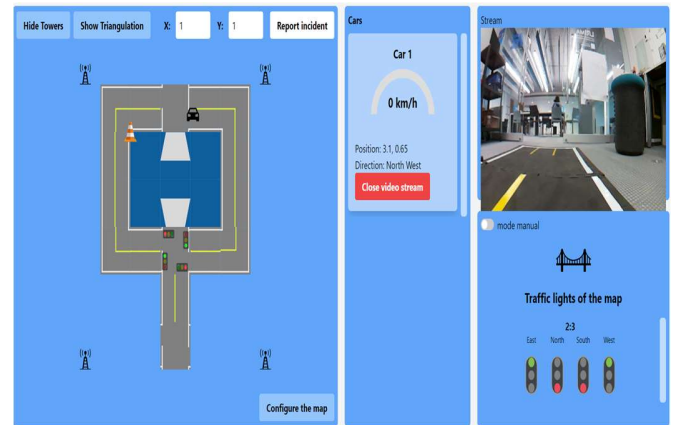 Hide Towers
Show Triangulation
X: 1
Y: 1
Report incident
Configure the map
Cars
Car 1
0 km/h
Position: 3.1, 0.65
Direction: North West
Close video stream
Stream
mode manual
Traffic lights of the map
2:3
East North South West